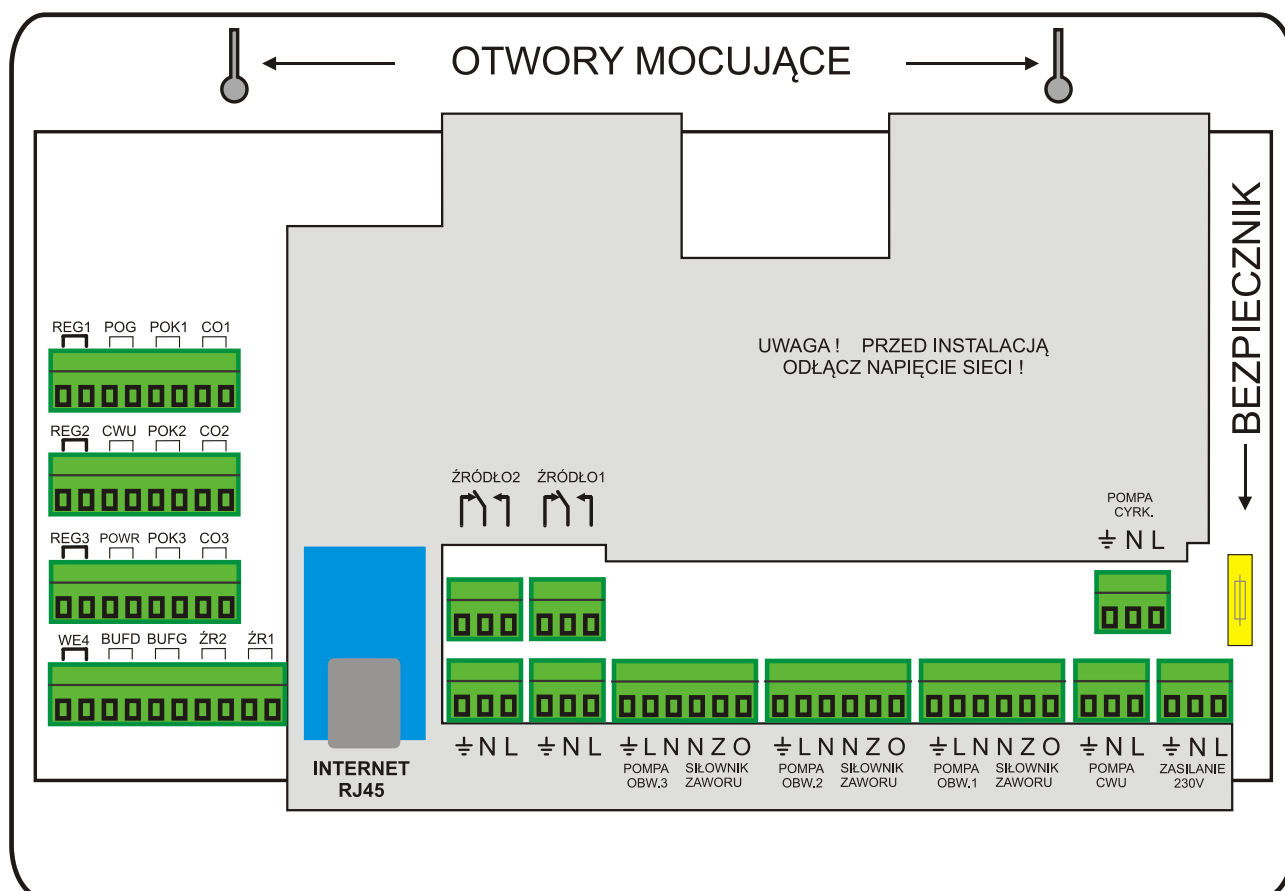 OTWORY MOCUJĄCE
BEZPIECZNIK
UWAGA ! PRZED INSTALACJĄ
ODŁĄCZ NAPIĘCIE SIECI !
REG1 POG POK1 CO1
REG2 CWU POK2 CO2
REG3 POWR POK3 CO3
WE4 BUFD BUFG ŹR2 ŹR1
ŹRÓDŁO2 ŹRÓDŁO1
POMPA
CYRK.
N L
INTERNET
RJ45
N L N L L N N Z O L N N Z O L N N Z O N L N L
POMPA SIŁOWNIK POMPA SIŁOWNIK POMPA SIŁOWNIK POMPA ZASILANIE
OBW.3 ZAWORU OBW.2 ZAWORU OBW.1 ZAWORU CWU 230V